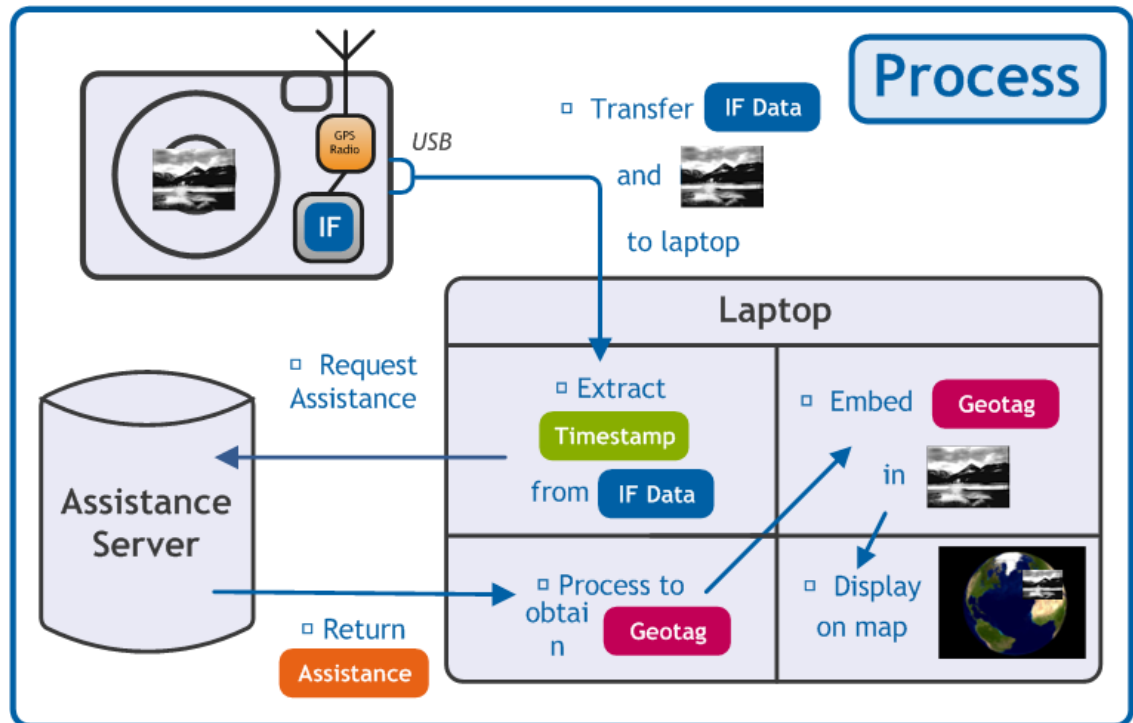 Process
GPS
Radio
IF
USB
▫ Transfer IF Data
and
to laptop
Laptop
▫ Request
Assistance
▫ Extract
Timestamp
from IF Data
▫ Embed Geotag
in
Assistance
Server
▫ Process to
obtai
n Geotag
▫ Display
on map
▫ Return
Assistance